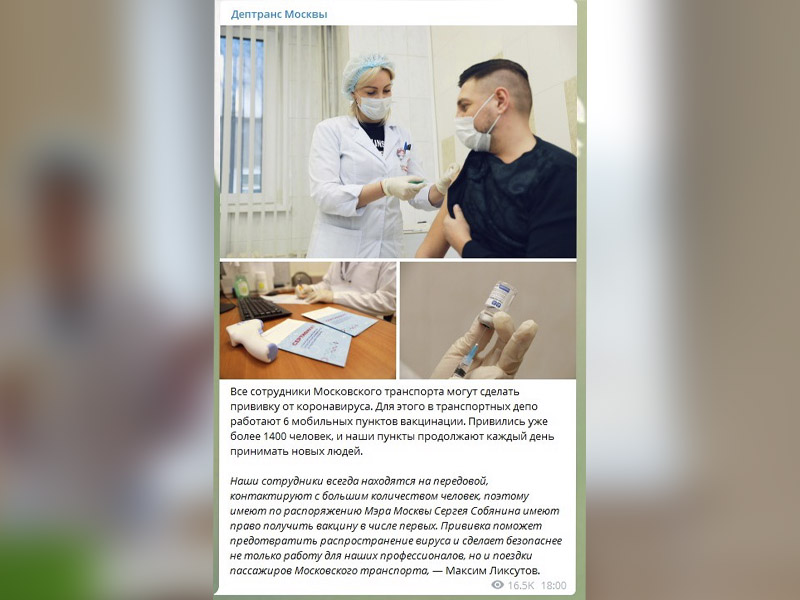 Дептранс Москвы
СЕРТИФИКАТ
Все сотрудники Московского транспорта могут сделать
прививку от коронавируса. Для этого в транспортных депо
работают 6 мобильных пунктов вакцинации. Привились уже
более 1400 человек, и наши пункты продолжают каждый день
принимать новых людей.
Наши сотрудники всегда находятся на передовой,
контактируют с большим количеством человек, поэтому
имеют по распоряжению Мэра Москвы Сергея Собянина имеют
право получить вакцину в числе первых. Прививка поможет
предотвратить распространение вируса и сделает безопаснее
не только работу для наших профессионалов, но и поездки
пассажиров Московского транспорта, — Максим Ликсутов.
16.5K 18:00